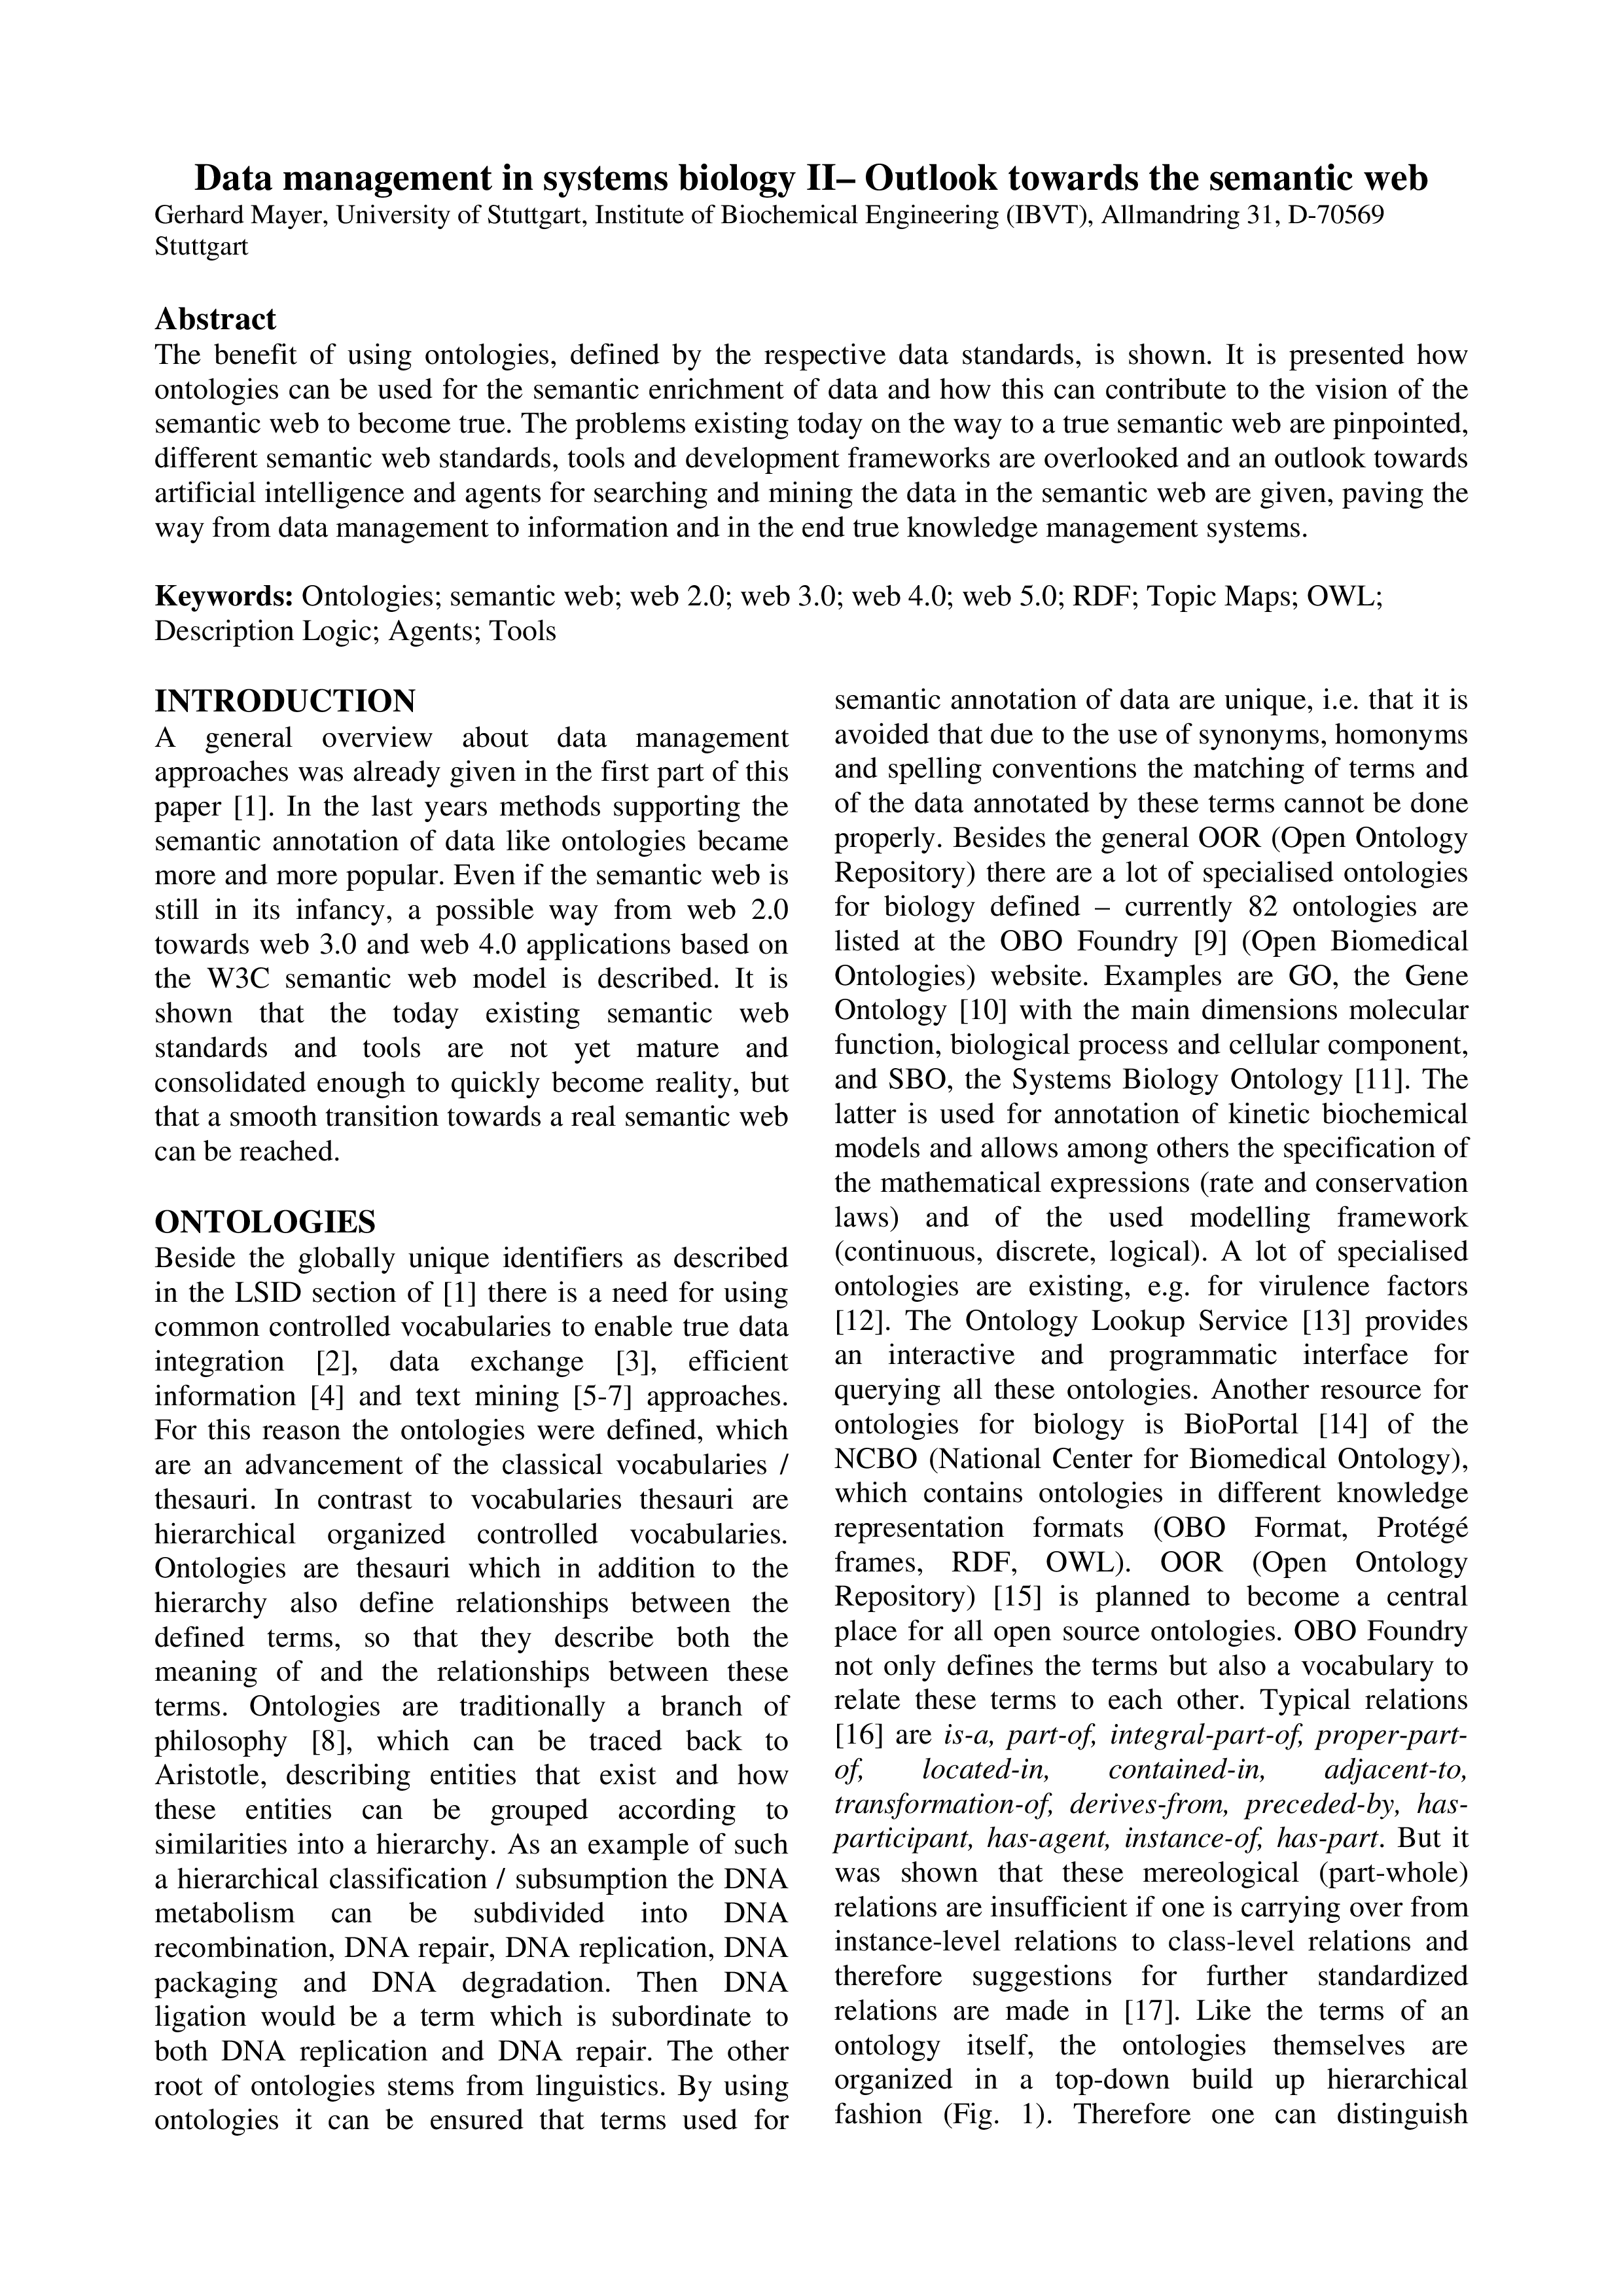 Data management in systems biology II– Outlook towards the semantic web
Gerhard Mayer, University of Stuttgart, Institute of Biochemical Engineering (IBVT), Allmandring 31, D-70569
Stuttgart
Abstract
The benefit of using ontologies, defined by the respective data standards, is shown. It is presented how
ontologies can be used for the semantic enrichment of data and how this can contribute to the vision of the
semantic web to become true. The problems existing today on the way to a true semantic web are pinpointed,
different semantic web standards, tools and development frameworks are overlooked and an outlook towards
artificial intelligence and agents for searching and mining the data in the semantic web are given, paving the
way from data management to information and in the end true knowledge management systems.
Keywords: Ontologies; semantic web; web 2.0; web 3.0; web 4.0; web 5.0; RDF; Topic Maps; OWL;
Description Logic; Agents; Tools
INTRODUCTION
A general overview about data management
approaches was already given in the first part of this
paper [1]. In the last years methods supporting the
semantic annotation of data like ontologies became
more and more popular. Even if the semantic web is
still in its infancy, a possible way from web 2.0
towards web 3.0 and web 4.0 applications based on
the W3C semantic web model is described. It is
shown that the today existing semantic web
standards and tools are not yet mature and
consolidated enough to quickly become reality, but
that a smooth transition towards a real semantic web
can be reached.
ONTOLOGIES
Beside the globally unique identifiers as described
in the LSID section of [1] there is a need for using
common controlled vocabularies to enable true data
integration [2], data exchange [3], efficient
information [4] and text mining [5-7] approaches.
For this reason the ontologies were defined, which
are an advancement of the classical vocabularies /
thesauri. In contrast to vocabularies thesauri are
hierarchical organized controlled vocabularies.
Ontologies are thesauri which in addition to the
hierarchy also define relationships between the
defined terms, so that they describe both the
meaning of and the relationships between these
terms. Ontologies are traditionally a branch of
philosophy [8], which can be traced back to
Aristotle, describing entities that exist and how
these entities can be grouped according to
similarities into a hierarchy. As an example of such
a hierarchical classification / subsumption the DNA
metabolism can be subdivided into DNA
recombination, DNA repair, DNA replication, DNA
packaging and DNA degradation. Then DNA
ligation would be a term which is subordinate to
both DNA replication and DNA repair. The other
root of ontologies stems from linguistics. By using
ontologies it can be ensured that terms used for
semantic annotation of data are unique, i.e. that it is
avoided that due to the use of synonyms, homonyms
and spelling conventions the matching of terms and
of the data annotated by these terms cannot be done
properly. Besides the general OOR (Open Ontology
Repository) there are a lot of specialised ontologies
for biology defined – currently 82 ontologies are
listed at the OBO Foundry [9] (Open Biomedical
Ontologies) website. Examples are GO, the Gene
Ontology [10] with the main dimensions molecular
function, biological process and cellular component,
and SBO, the Systems Biology Ontology [11]. The
latter is used for annotation of kinetic biochemical
models and allows among others the specification of
the mathematical expressions (rate and conservation
laws) and of the used modelling framework
(continuous, discrete, logical). A lot of specialised
ontologies are existing, e.g. for virulence factors
[12]. The Ontology Lookup Service [13] provides
an interactive and programmatic interface for
querying all these ontologies. Another resource for
ontologies for biology is BioPortal [14] of the
NCBO (National Center for Biomedical Ontology),
which contains ontologies in different knowledge
representation formats (OBO Format, Protégé
frames, RDF, OWL). OOR (Open Ontology
Repository) [15] is planned to become a central
place for all open source ontologies. OBO Foundry
not only defines the terms but also a vocabulary to
relate these terms to each other. Typical relations
[16] are is-a, part-of, integral-part-of, proper-part-
of, located-in, contained-in, adjacent-to,
transformation-of, derives-from, preceded-by, has-
participant, has-agent, instance-of, has-part. But it
was shown that these mereological (part-whole)
relations are insufficient if one is carrying over from
instance-level relations to class-level relations and
therefore suggestions for further standardized
relations are made in [17]. Like the terms of an
ontology itself, the ontologies themselves are
organized in a top-down build up hierarchical
fashion (Fig. 1). Therefore one can distinguish